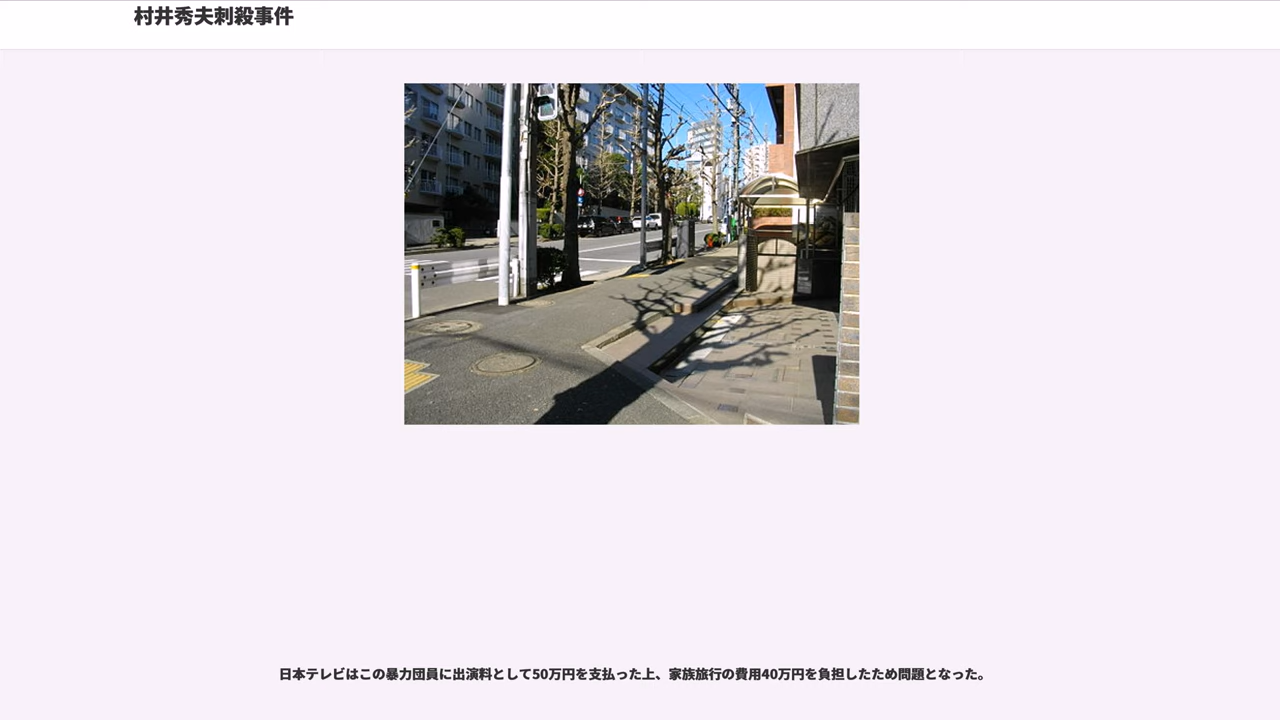 村井秀夫刺殺事件
日本テレビはこの暴力団員に出演料として50万円を支払った上、家族旅行の費用40万円を負担したため問題となった。